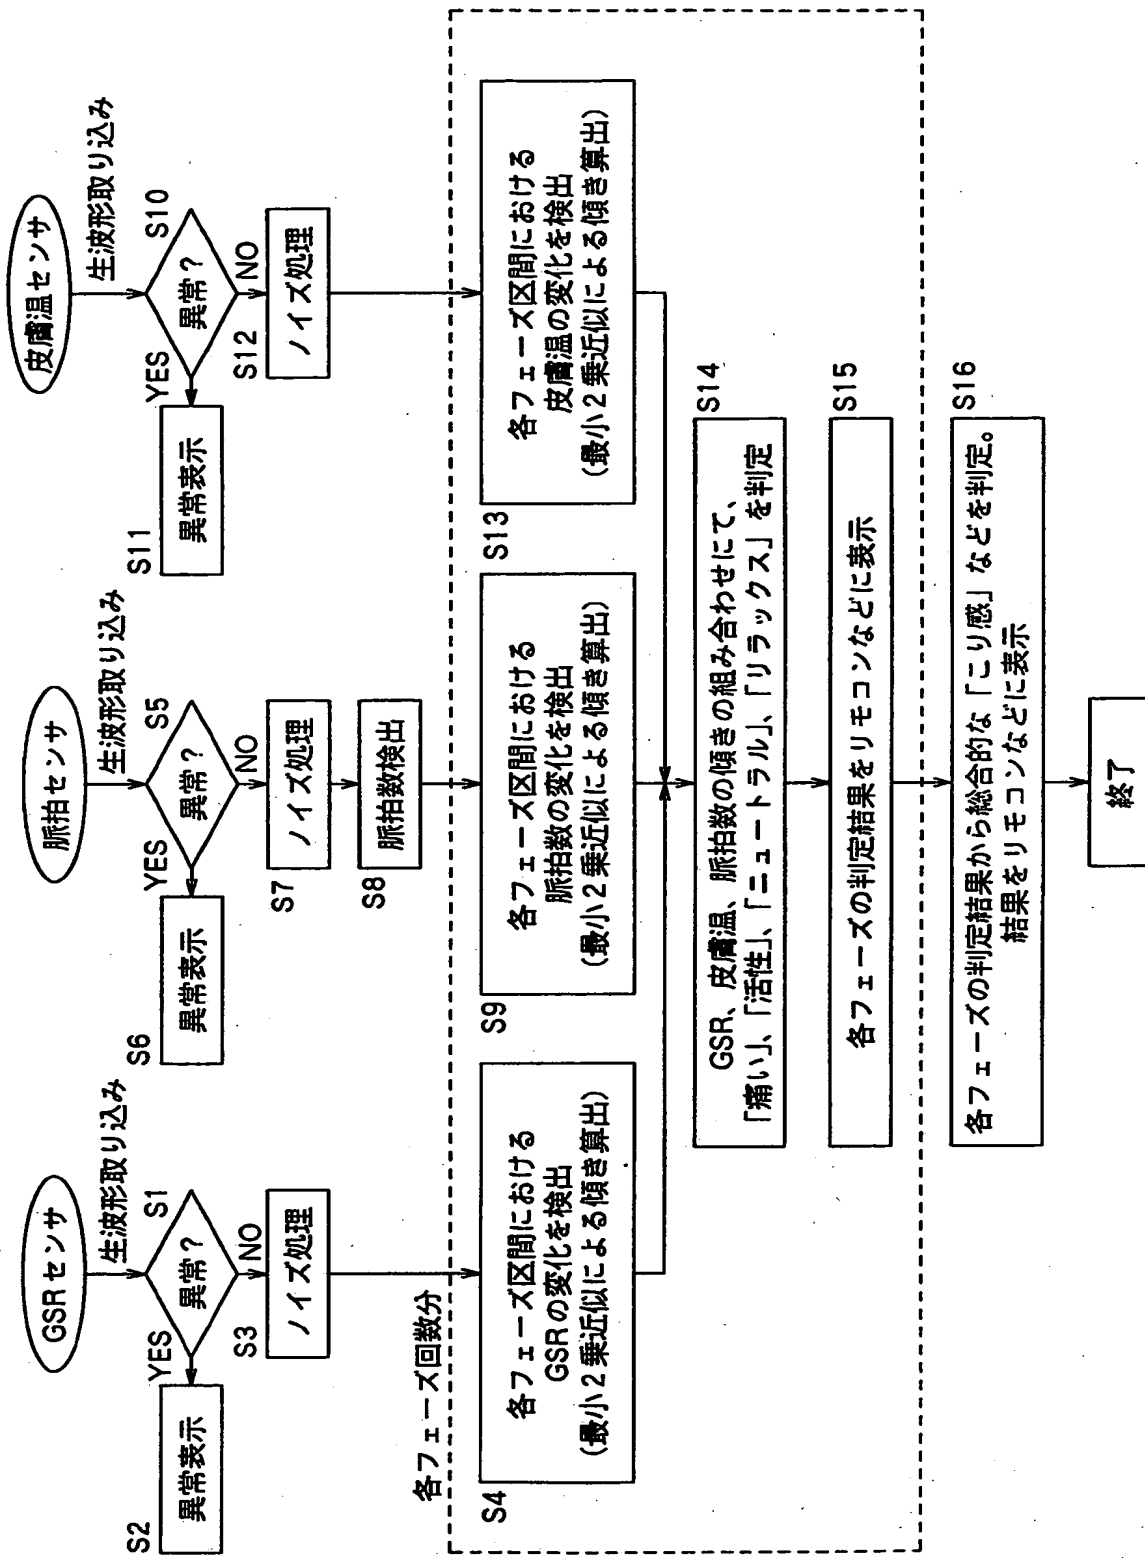 GSRセンサ
生波形取り込み
S1
異常?
YES
NO
S2
異常表示
S3
ノイズ処理
脈拍センサ
生波形取り込み
S5
異常?
YES
NO
S6
異常表示
S7
ノイズ処理
S8
脈拍数検出
皮膚温センサ
生波形取り込み
S10
異常?
YES
NO
S11
異常表示
S12
ノイズ処理
各フェーズ回数分
S4
各フェーズ区間における
GSRの変化を検出
(最小2乗近似による傾き算出)
S9
各フェーズ区間における
脈拍数の変化を検出
(最小2乗近似による傾き算出)
S13
各フェーズ区間における
皮膚温の変化を検出
(最小2乗近似による傾き算出)
S14
GSR、皮膚温、脈拍数の傾きの組み合わせにて、
「痛い」、「活性」、「ニュートラル」、「リラックス」を判定
S15
各フェーズの判定結果をリモコンなどに表示
S16
各フェーズの判定結果から総合的な「こり感」などを判定。
結果をリモコンなどに表示
終了